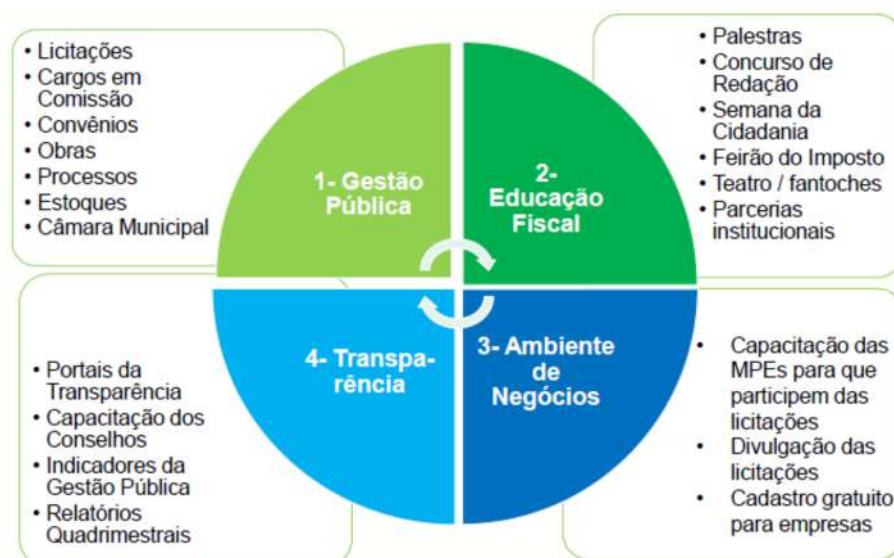 • Licitações
• Cargos em
Comissão
• Convênios
• Obras
• Processos
• Estoques
• Câmara Municipal
1- Gestão
Pública
2-
Educação
Fiscal
• Palestras
• Concurso de
Redação
• Semana da
Cidadania
• Feirão do Imposto
• Teatro / fantoches
• Parcerias
institucionais
• Portais da
Transparência
• Capacitação dos
Conselhos
• Indicadores da
Gestão Pública
• Relatórios
Quadrimestrais
4- Transpa-
rência
3- Ambiente
de
Negócios
• Capacitação das
MPEs para que
participem das
licitações
• Divulgação das
licitações
• Cadastro gratuito
para empresas